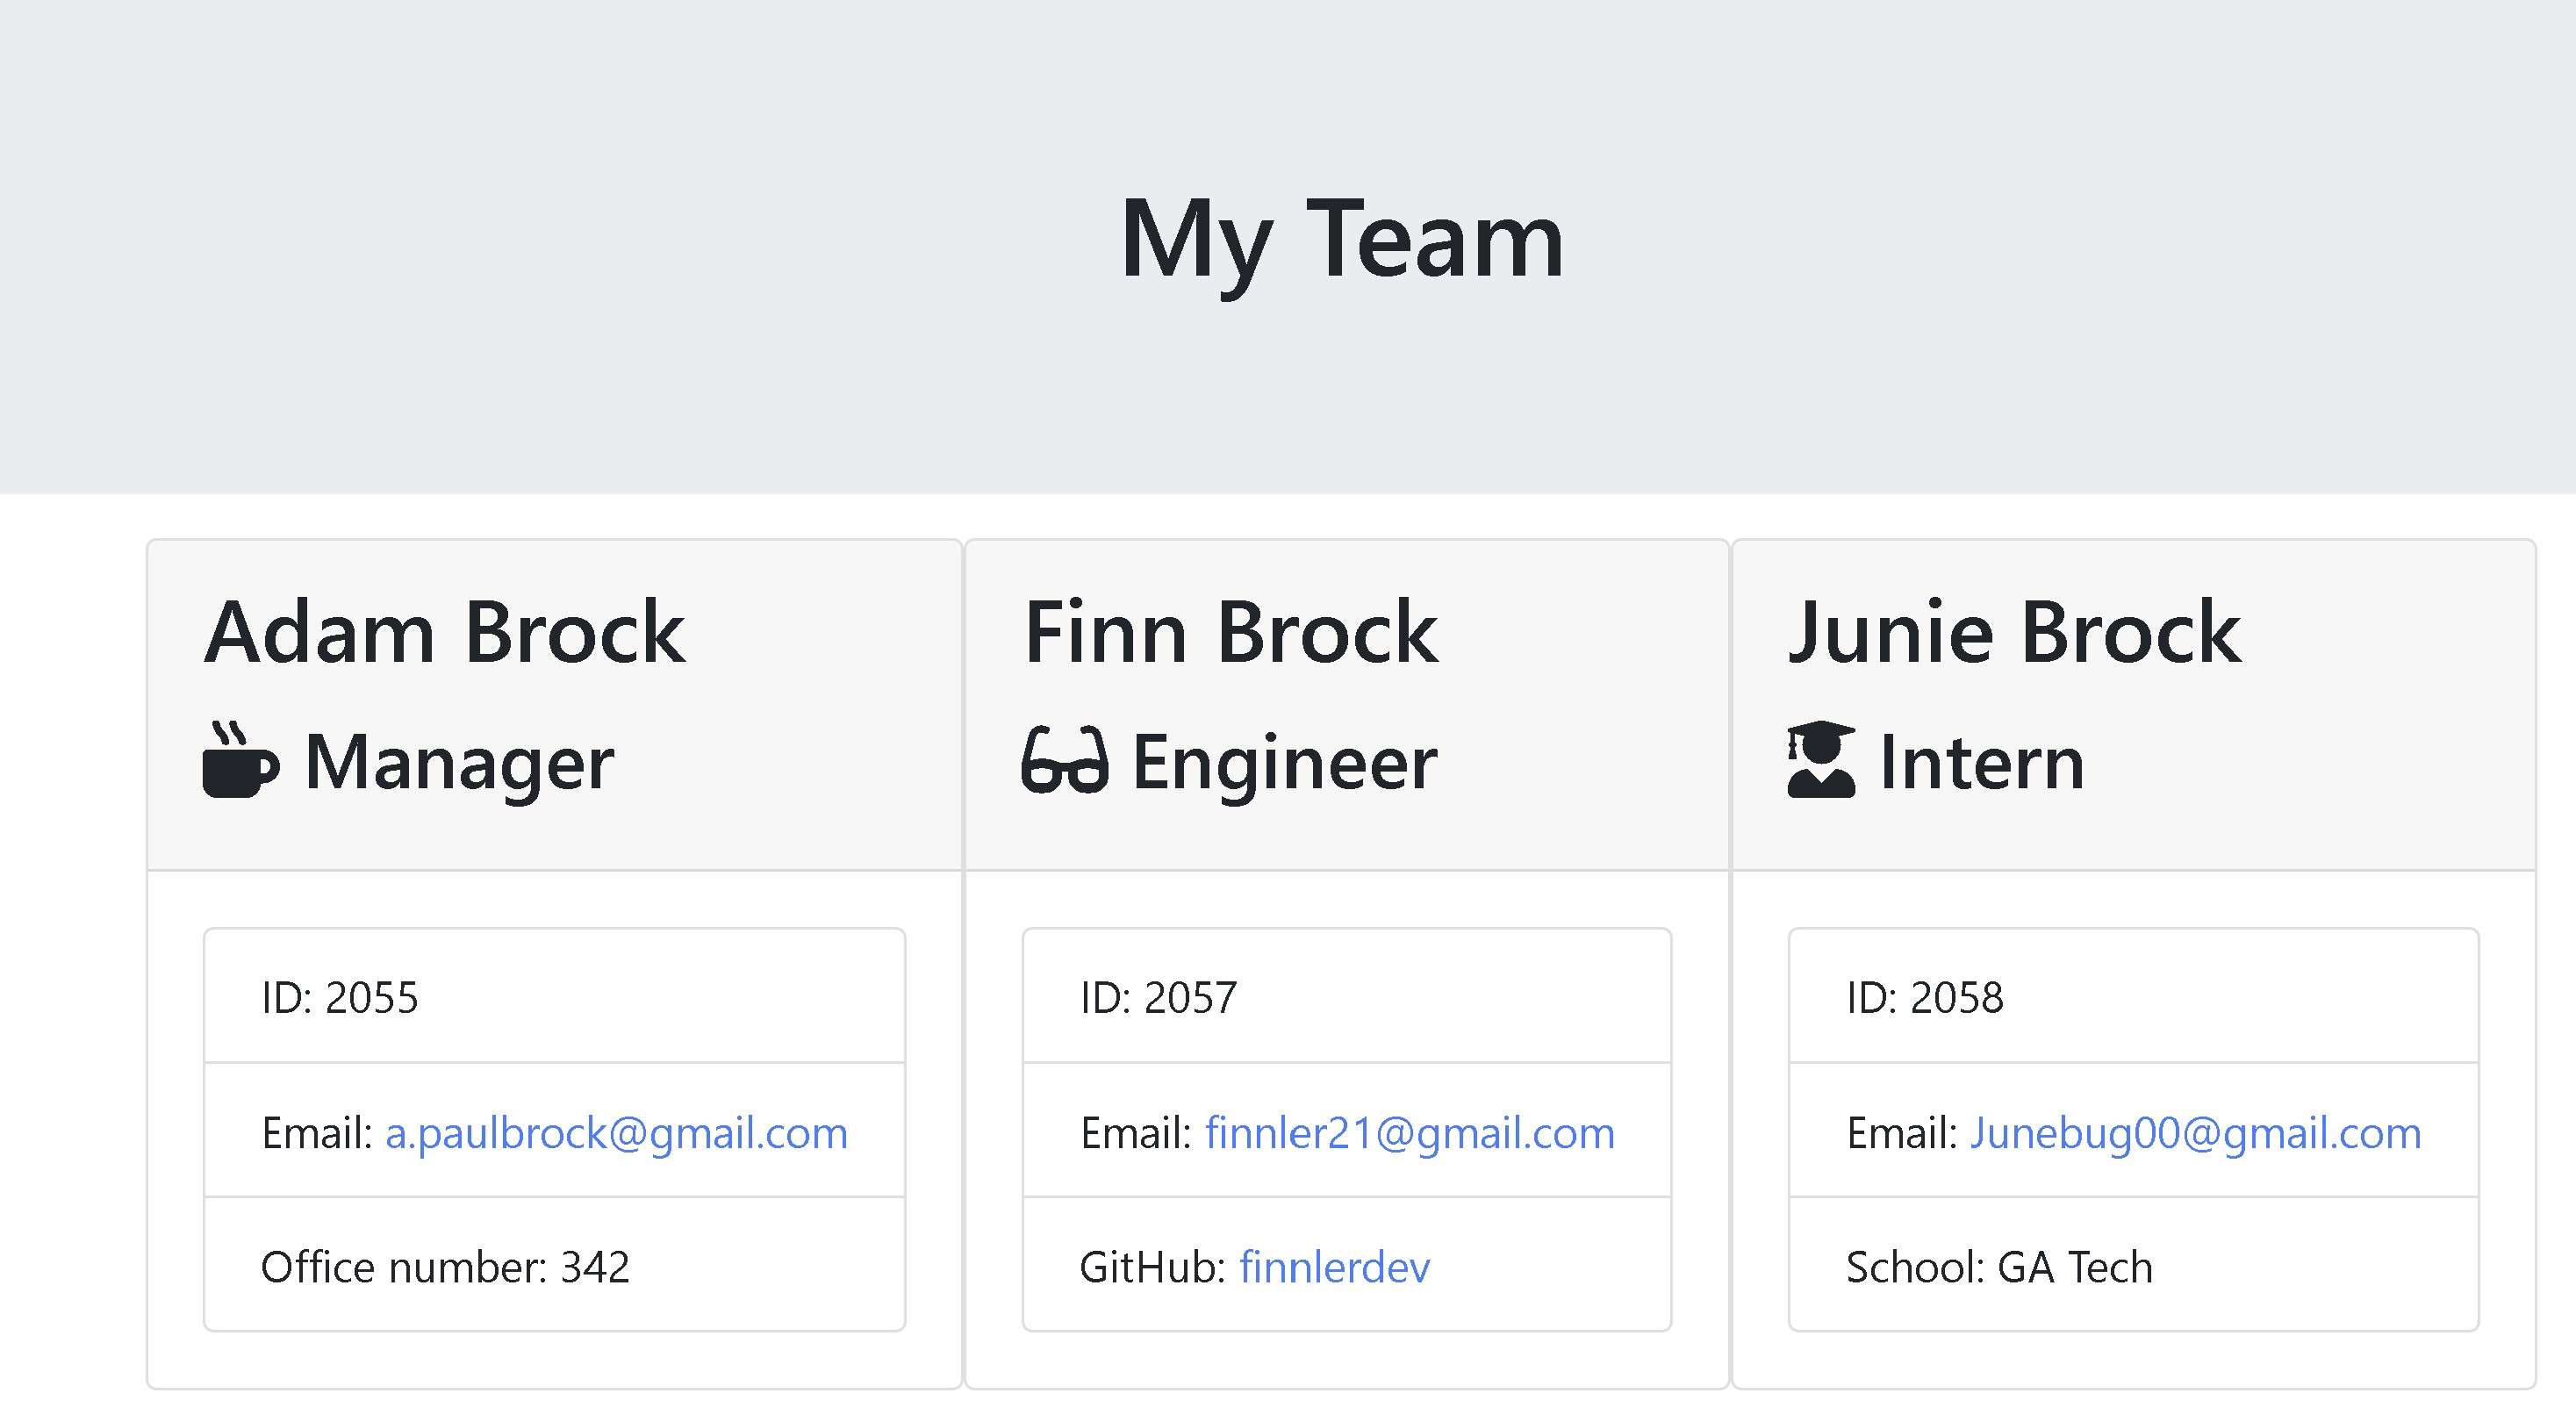 My Team
Adam Brock
Manager
ID: 2055
Email: a.paulbrock@gmail.com
Office number: 342
Finn Brock
Engineer
ID: 2057
Email: finnler21@gmail.com
GitHub: finnlerdev
Junie Brock
Intern
ID: 2058
Email: Junebug00@gmail.com
School: GA Tech